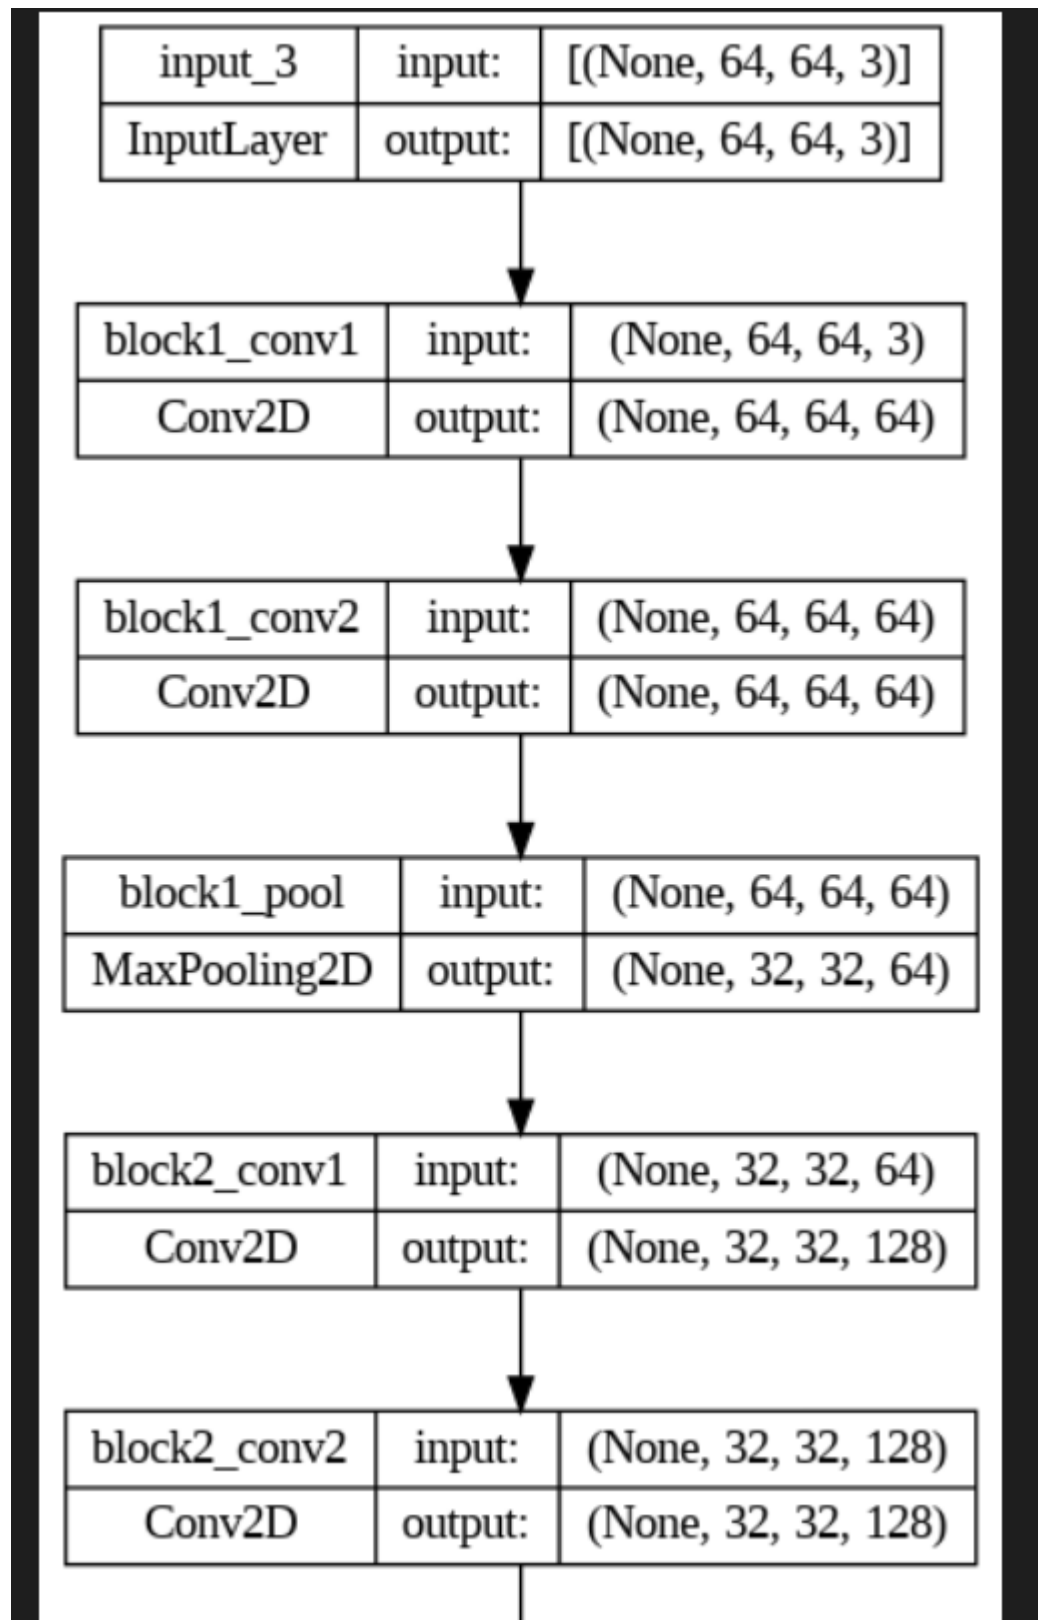 input_3 input: [(None, 64, 64, 3)]
InputLayer output: [(None, 64, 64, 3)]
block1_conv1 input: (None, 64, 64, 3)
Conv2D output: (None, 64, 64, 64)
block1_conv2 input: (None, 64, 64, 64)
Conv2D output: (None, 64, 64, 64)
block1_pool input: (None, 64, 64, 64)
MaxPooling2D output: (None, 32, 32, 64)
block2_conv1 input: (None, 32, 32, 64)
Conv2D output: (None, 32, 32, 128)
block2_conv2 input: (None, 32, 32, 128)
Conv2D output: (None, 32, 32, 128)